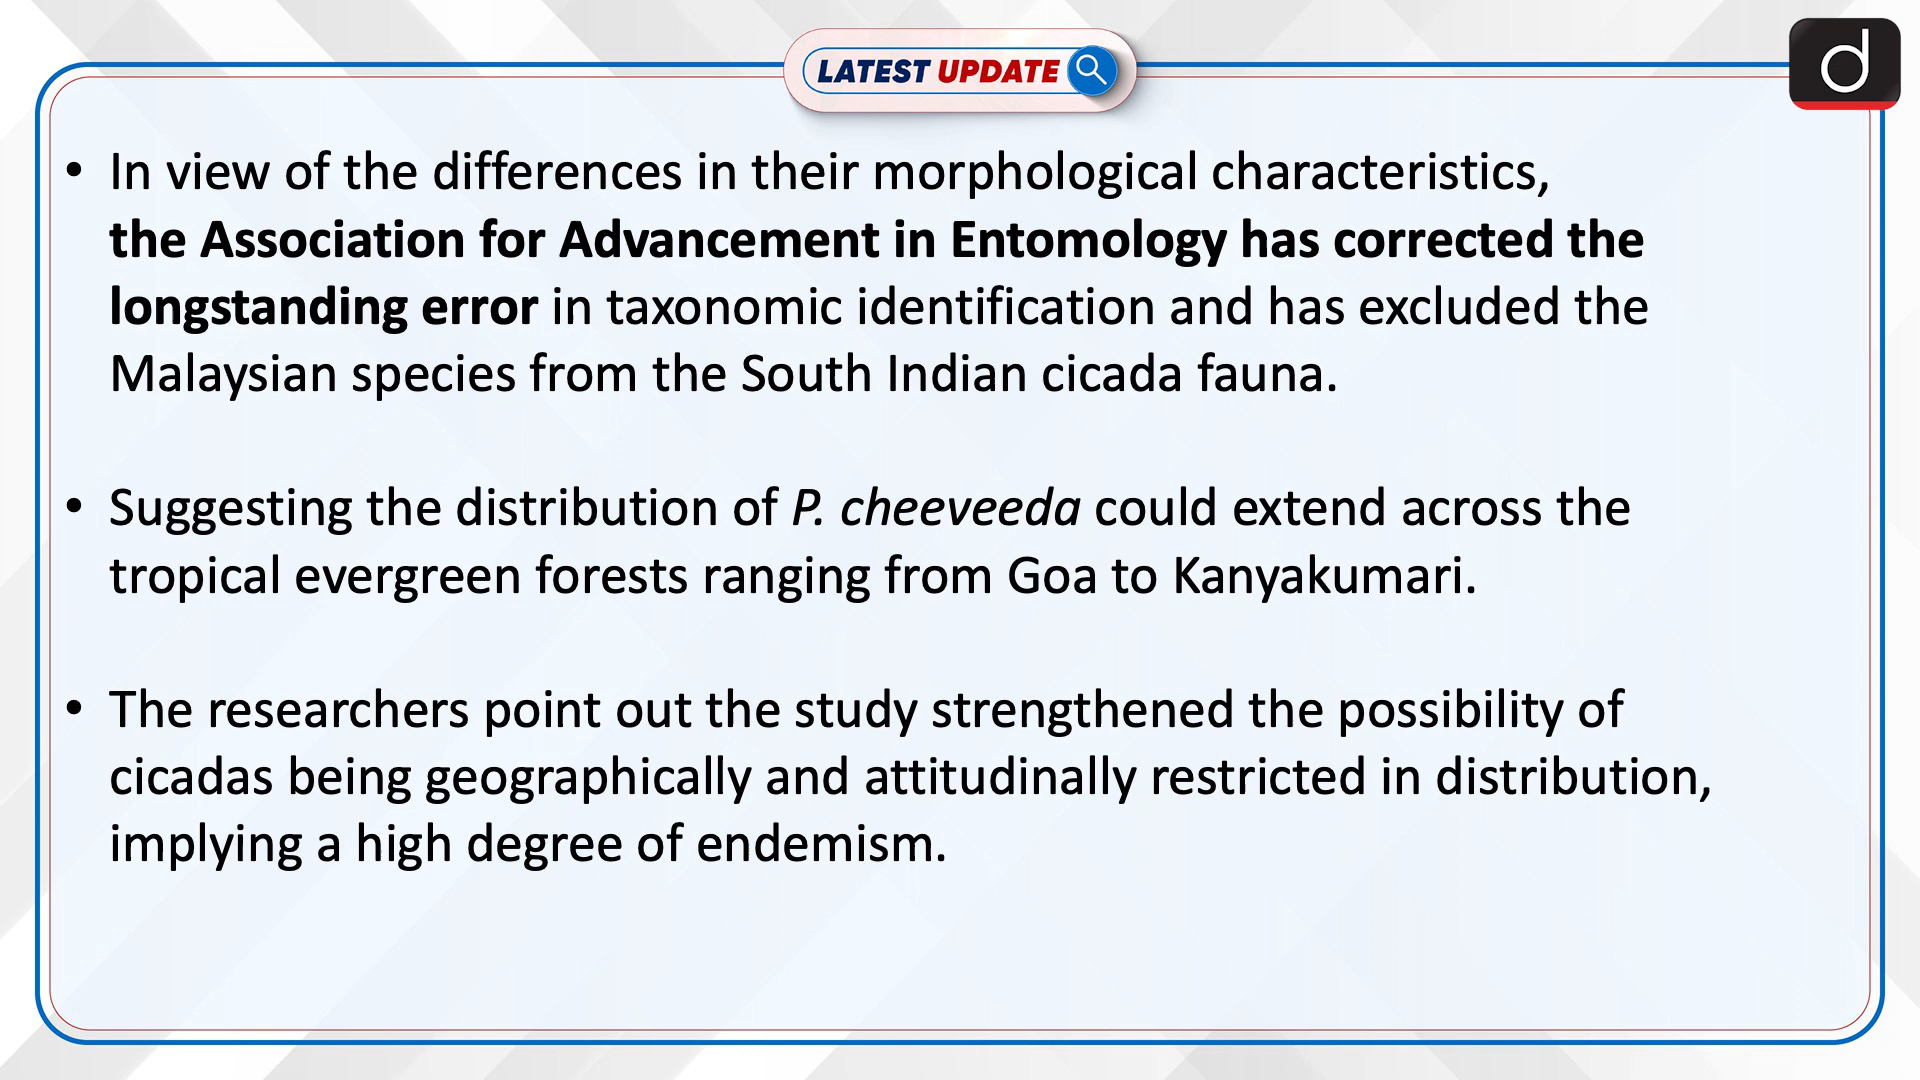 LATEST UPDATE
d
• In view of the differences in their morphological characteristics,
the Association for Advancement in Entomology has corrected the
longstanding error in taxonomic identification and has excluded the
Malaysian species from the South Indian cicada fauna.
• Suggesting the distribution of P. cheeveeda could extend across the
tropical evergreen forests ranging from Goa to Kanyakumari.
• The researchers point out the study strengthened the possibility of
cicadas being geographically and attitudinally restricted in distribution,
implying a high degree of endemism.